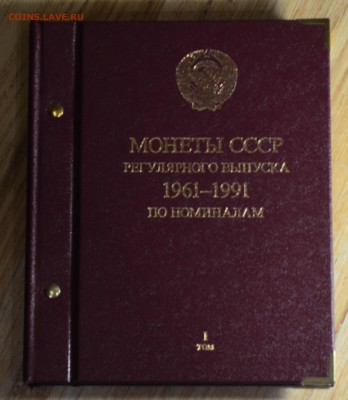 COINS.LAVE.RU
МОНЕТЫ СССР
РЕГУЛЯРНОГО ВЫПУСКА
1961–1991
ПО НОМИНАЛАМ
I
ТОМ